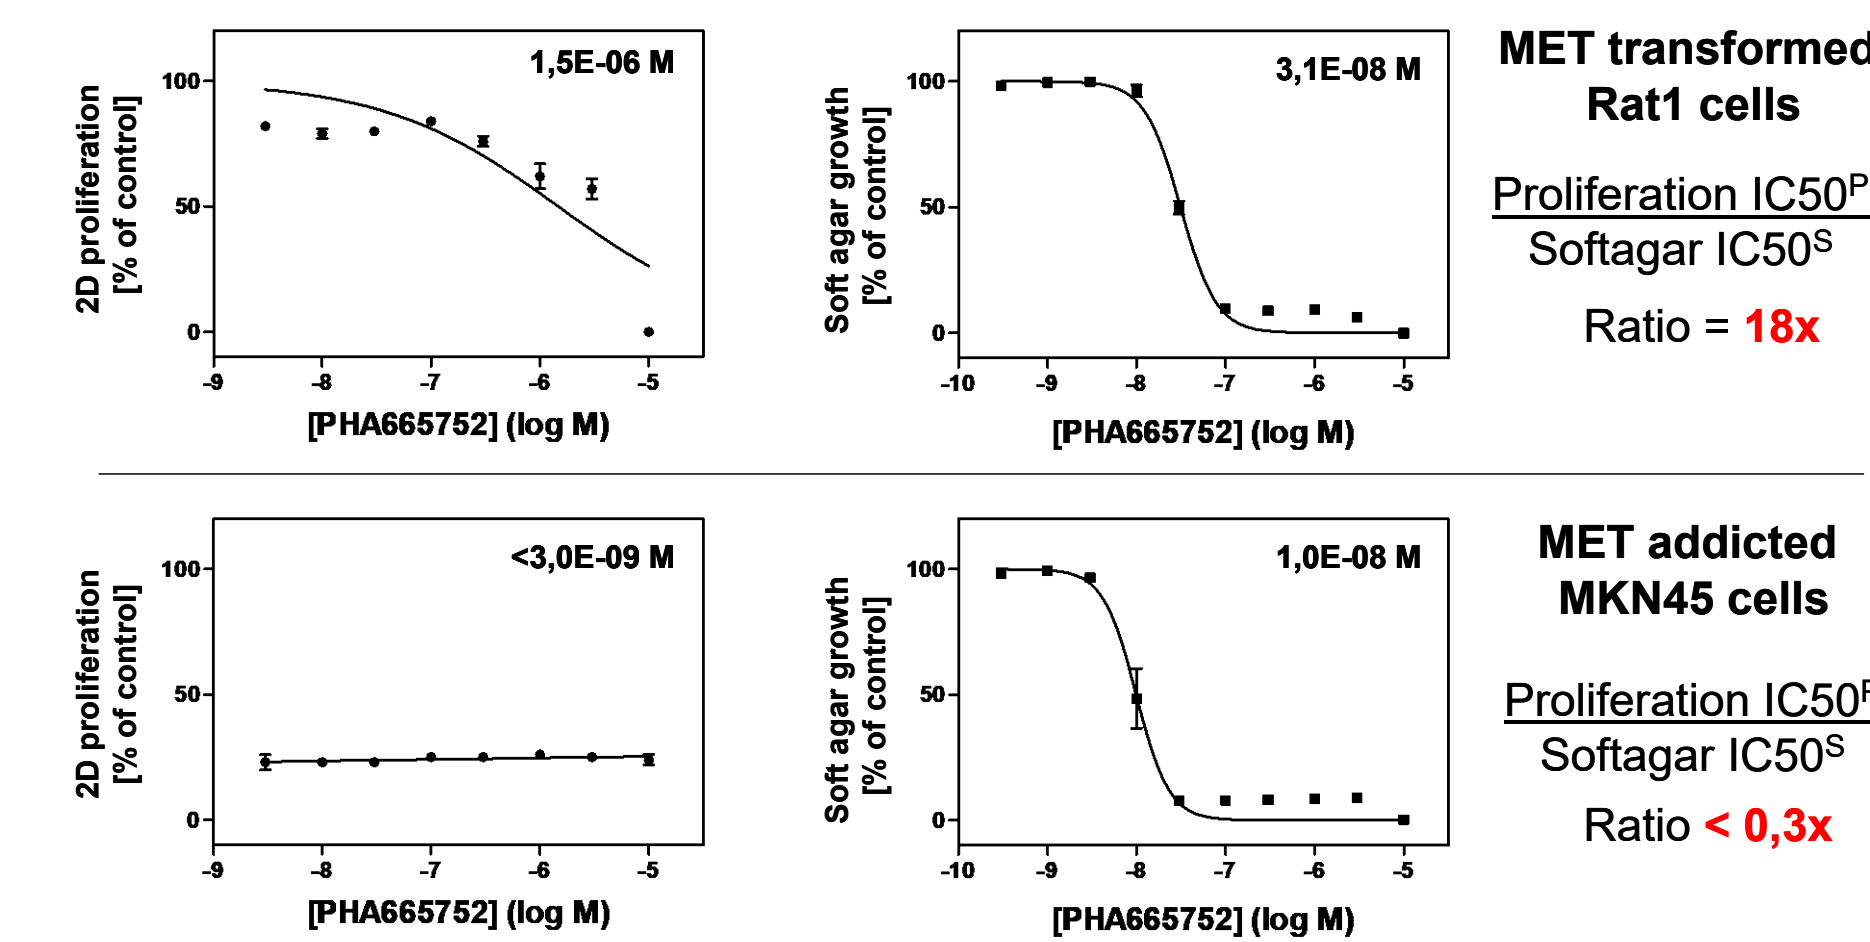 1,5E-06 M
2D proliferation
[% of control]
100
50
0
-9 -8 -7 -6 -5
[PHA665752] (log M)
3,1E-08 M
Soft agar growth
[% of control]
100
50
0
-10 -9 -8 -7 -6 -5
[PHA665752] (log M)
MET transformed
Rat1 cells
Proliferation IC50P
Softagar IC50S
Ratio = 18x
<3,0E-09 M
2D proliferation
[% of control]
100
50
0
-9 -8 -7 -6 -5
[PHA665752] (log M)
1,0E-08 M
Soft agar growth
[% of control]
100
50
0
-10 -9 -8 -7 -6 -5
[PHA665752] (log M)
MET addicted
MKN45 cells
Proliferation IC50P
Softagar IC50S
Ratio < 0,3x